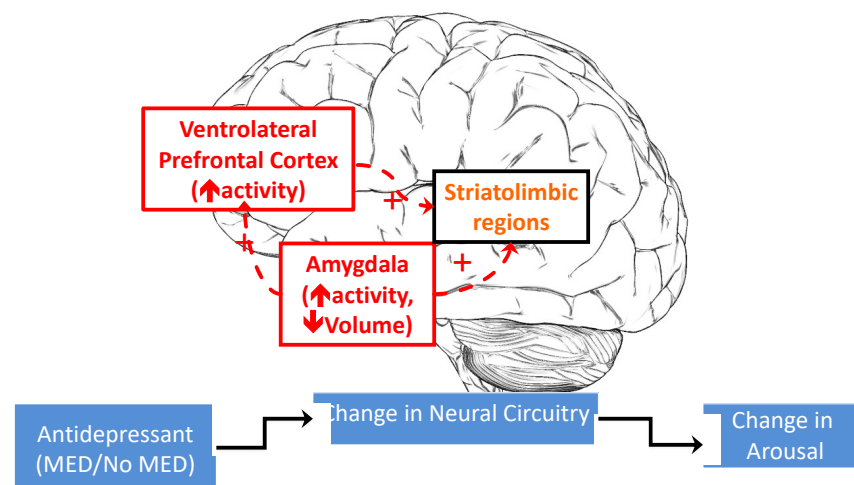 Ventrolateral
Prefrontal Cortex
(⬆activity)
+
Striatolimbic
regions
+
+
Amygdala
(⬆activity,
⬇Volume)
Change in Neural Circuitry
Antidepressant
(MED/No MED)
Change in
Arousal